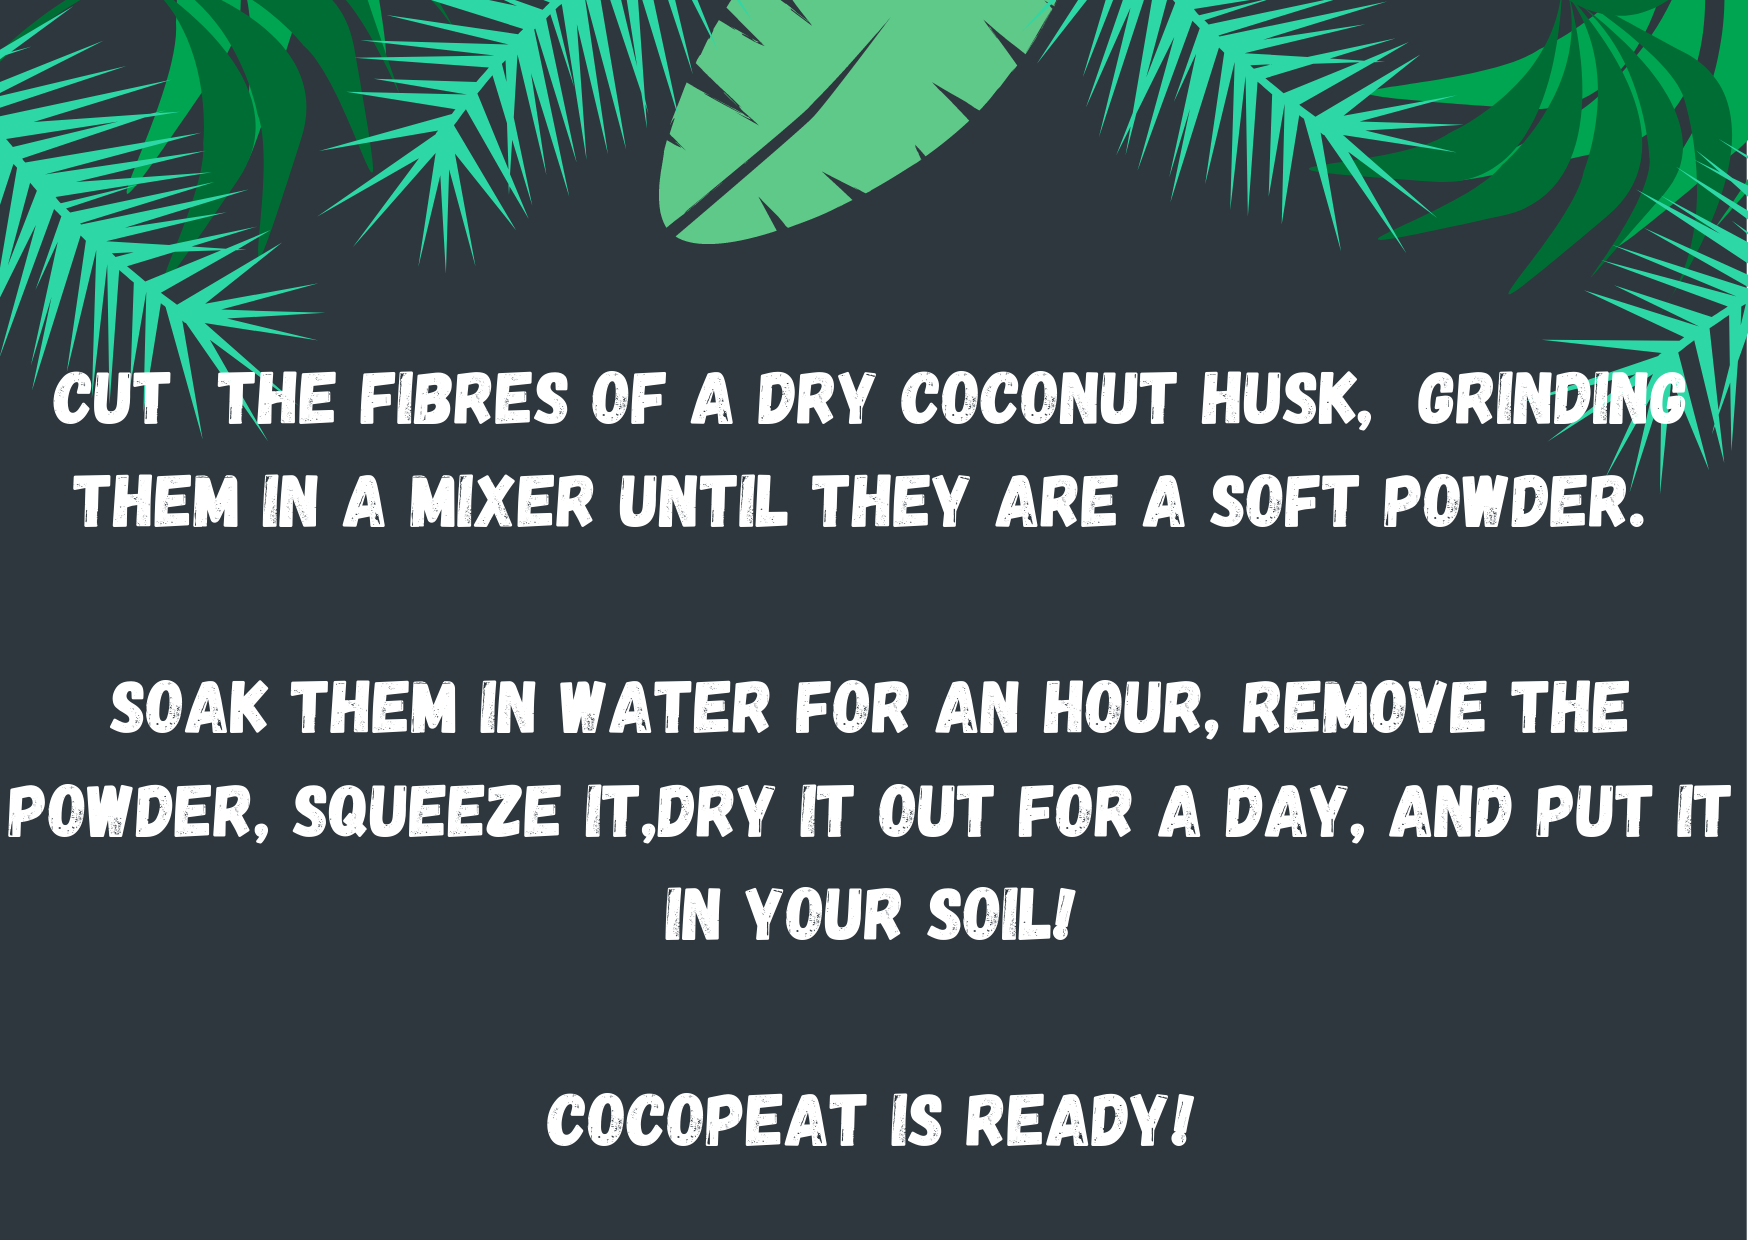 CUT THE FIBRES OF A DRY COCONUT HUSK, GRINDING
THEM IN A MIXER UNTIL THEY ARE A SOFT POWDER.
SOAK THEM IN WATER FOR AN HOUR, REMOVE THE
POWDER, SQUEEZE IT,DRY IT OUT FOR A DAY, AND PUT IT
IN YOUR SOIL!
COCOPEAT IS READY!